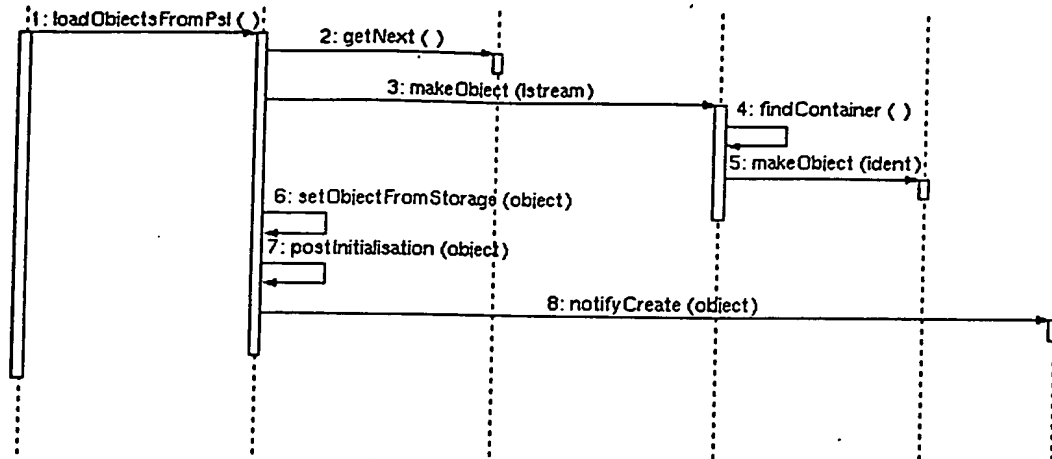 1: loadObjectsFromPsl ( )
2: getNext ( )
3: makeObject (Istream)
4: findContainer ( )
5: makeObject (ident)
6: setObjectFromStorage (object)
7: postInitialisation (object)
8: notifyCreate (object)